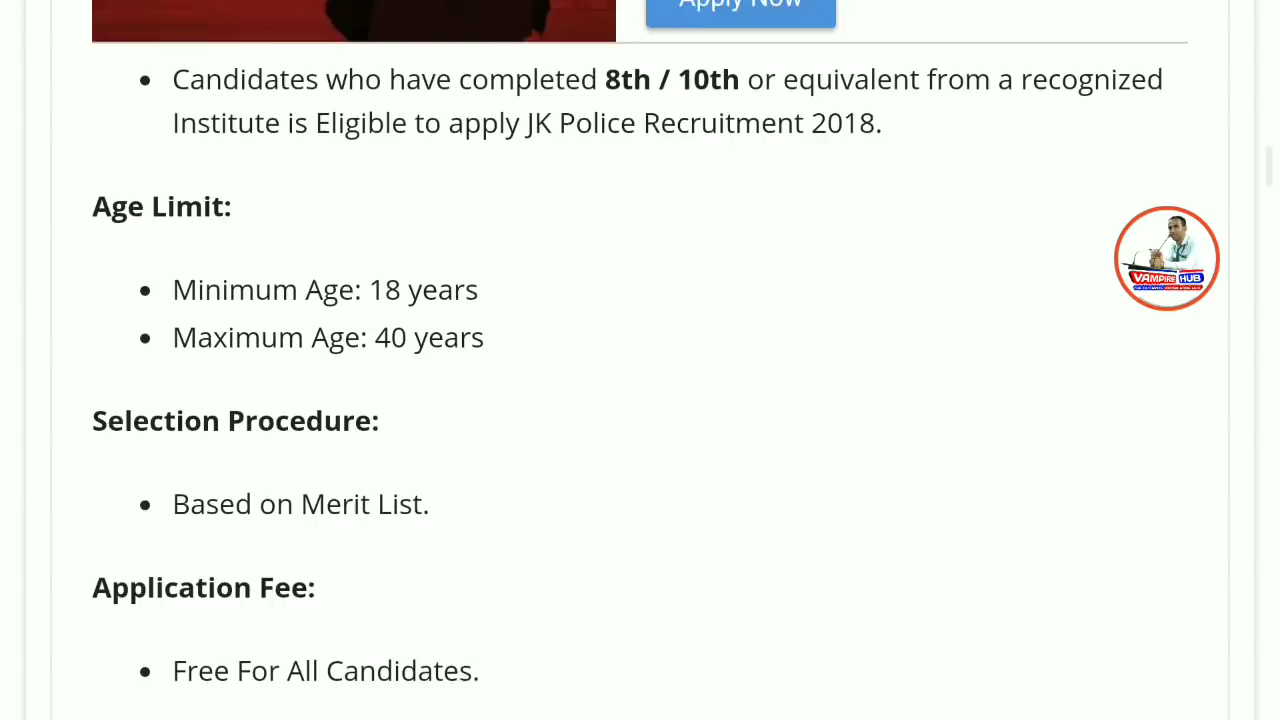 Apply Now
Candidates who have completed 8th / 10th or equivalent from a recognized
Institute is Eligible to apply JK Police Recruitment 2018.
Age Limit:
Minimum Age: 18 years
Maximum Age: 40 years
VAMPIRE HUB
Selection Procedure:
Based on Merit List.
Application Fee:
Free For All Candidates.